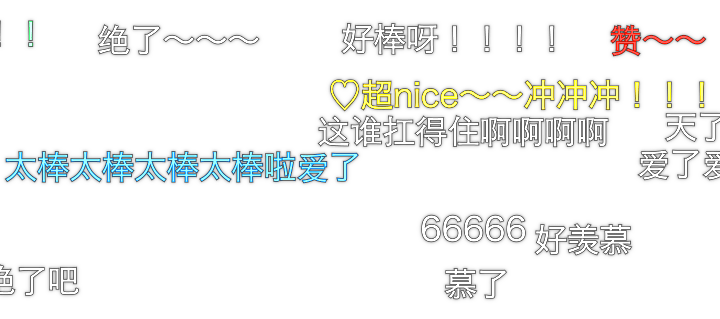 ！！
绝了～～～
好棒呀！！！！
赞～～
♡超nice～～冲冲冲！！！
这谁扛得住啊啊啊啊
天了
太棒太棒太棒太棒啦爱了
爱了爱
66666
好羡慕
绝了吧
慕了